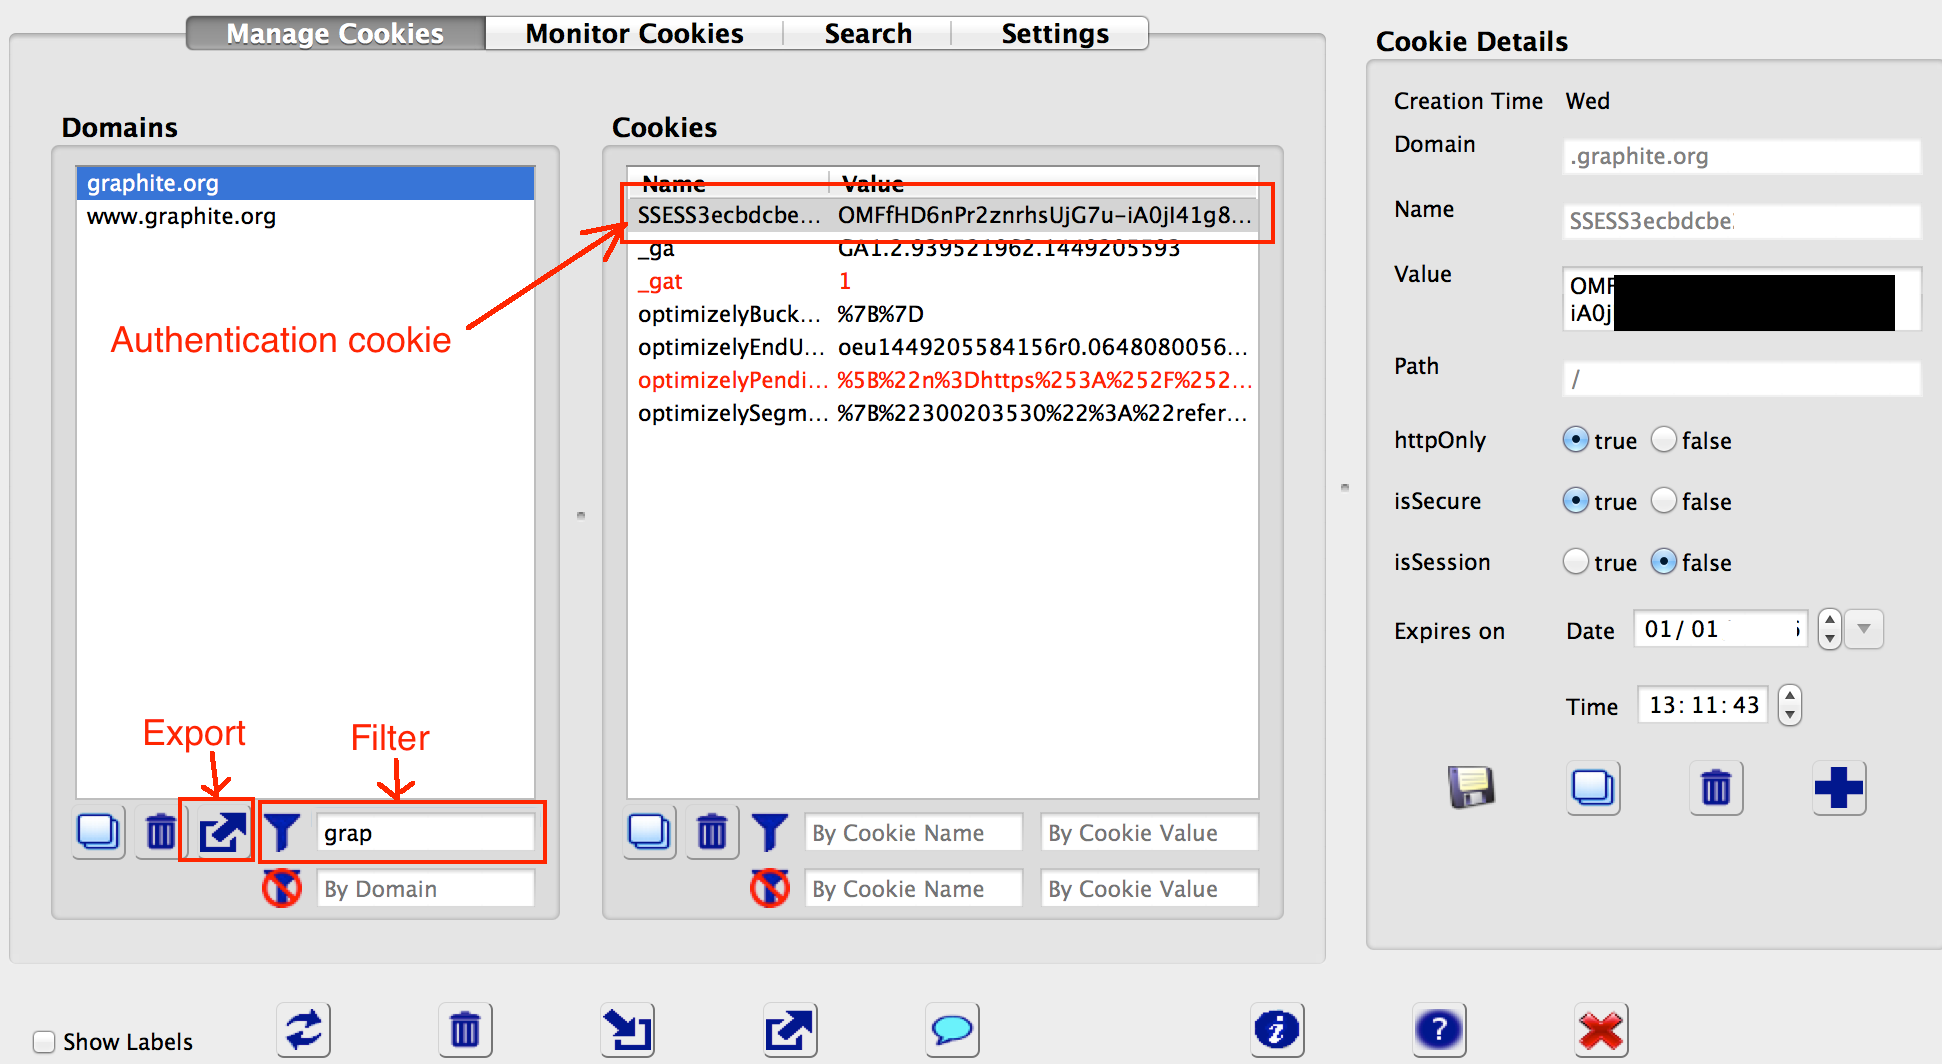 Manage Cookies
Monitor Cookies
Search
Settings
Domains
graphite.org
www.graphite.org
Authentication cookie
Export
Filter
grap
By Domain
Cookies
Name Value
SSESS3ecbdcbe... OMFfHD6nPr2znrhsUjG7u-iA0jI41g8...
_ga GA1.2.939521962.1449205593
_gat 1
optimizelyBuck... %7B%7D
optimizelyEndU... oeu1449205584156r0.0648080056...
optimizelyPendi... %5B%22n%3Dhttps%253A%252F%252...
optimizelySegm... %7B%22300203530%22%3A%22refer...
By Cookie Name By Cookie Value
By Cookie Name By Cookie Value
Cookie Details
Creation Time Wed
Domain .graphite.org
Name SSESS3ecbdcbe
Value OMF
iA0j
Path /
httpOnly true false
isSecure true false
isSession true false
Expires on Date 01/ 01
Time 13: 11: 43
Show Labels
?